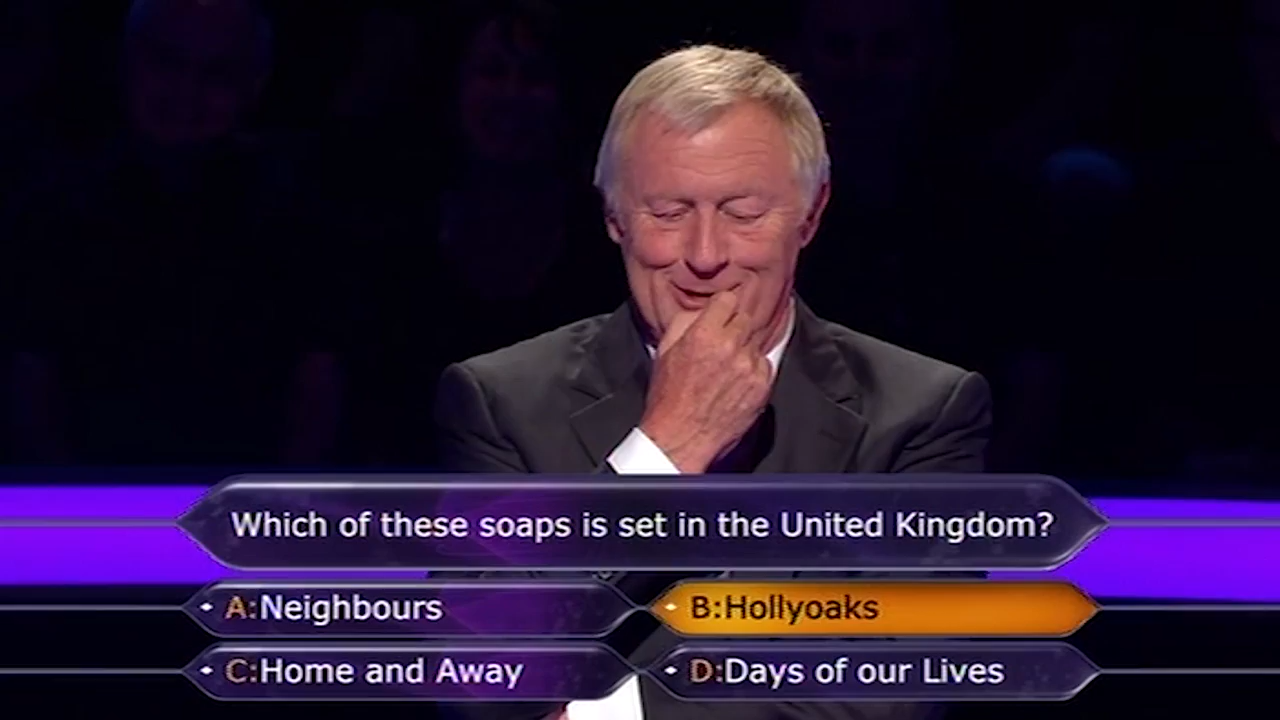 Which of these soaps is set in the United Kingdom?
A:Neighbours
B:Hollyoaks
C:Home and Away
D:Days of our Lives